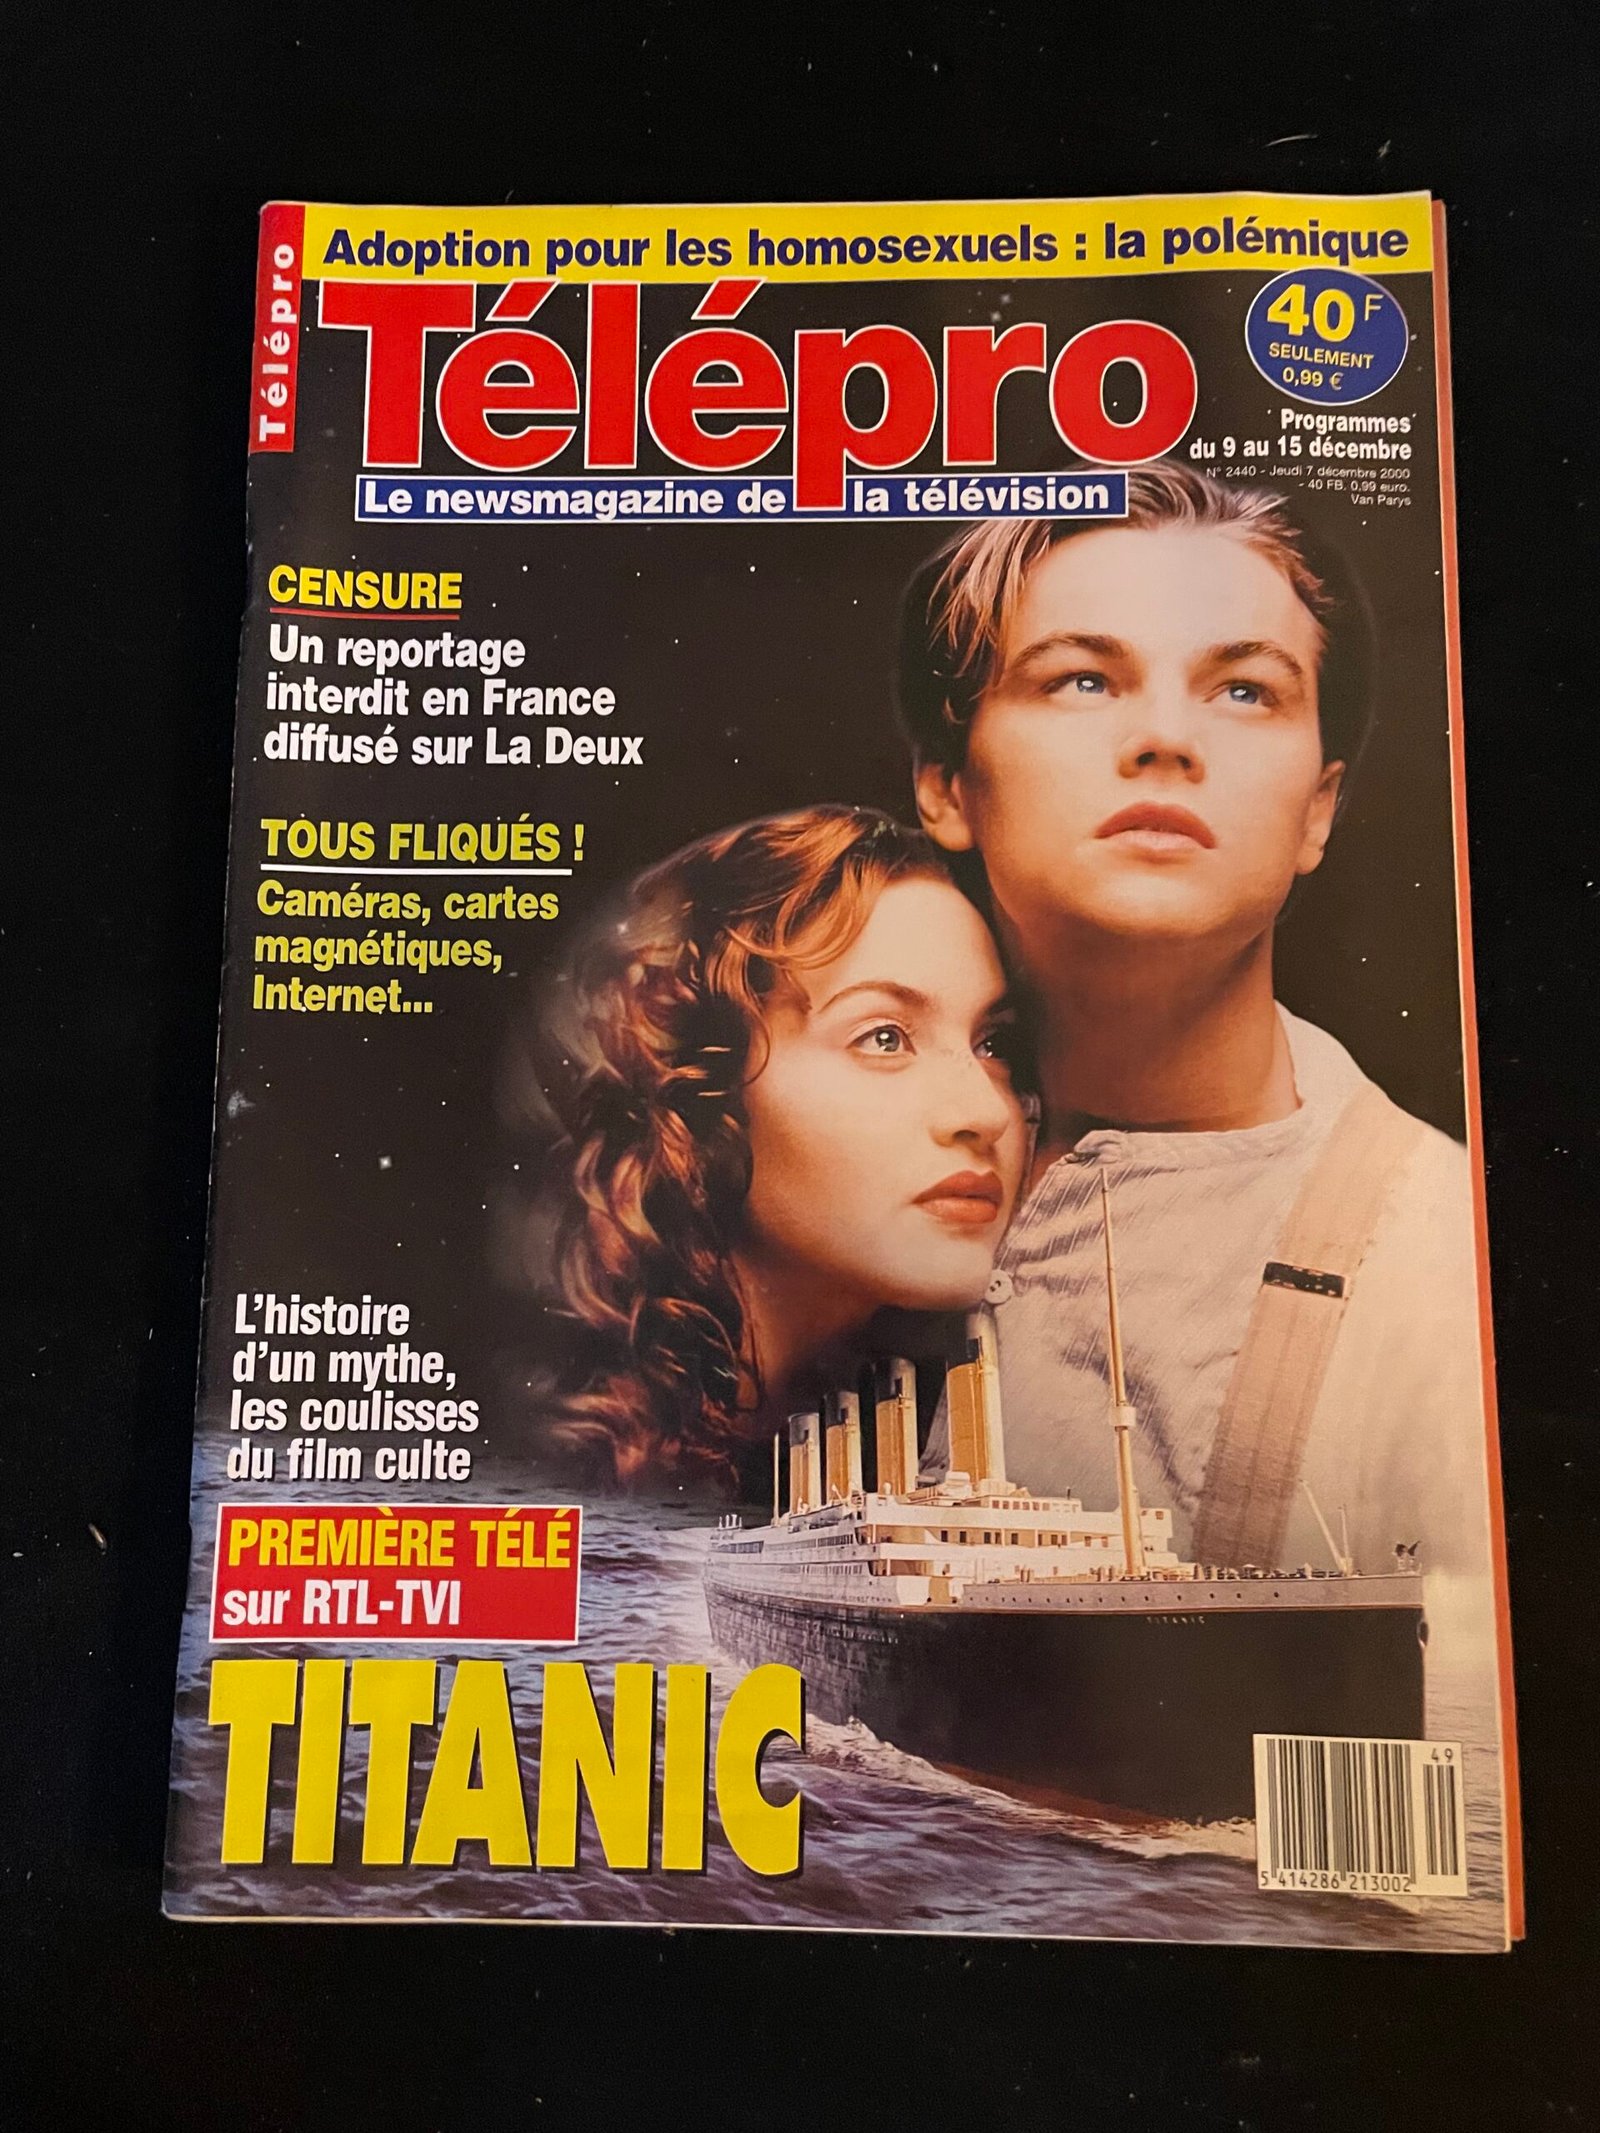 Adoption pour les homosexuels : la polémique
Télépro
Télépro
40 F
SEULEMENT
0,99 €
Programmes
du 9 au 15 décembre
N° 2440 - Jeudi 7 décembre 2000
- 40 FB. 0.99 euro.
Van Parys
Le newsmagazine de la télévision
CENSURE
Un reportage
interdit en France
diffusé sur La Deux
TOUS FLIQUÉS !
Caméras, cartes
magnétiques,
Internet...
L'histoire
d'un mythe,
les coulisses
du film culte
PREMIÈRE TÉLÉ
sur RTL-TVI
TITANIC
TITANIC
49
5 414286 213002